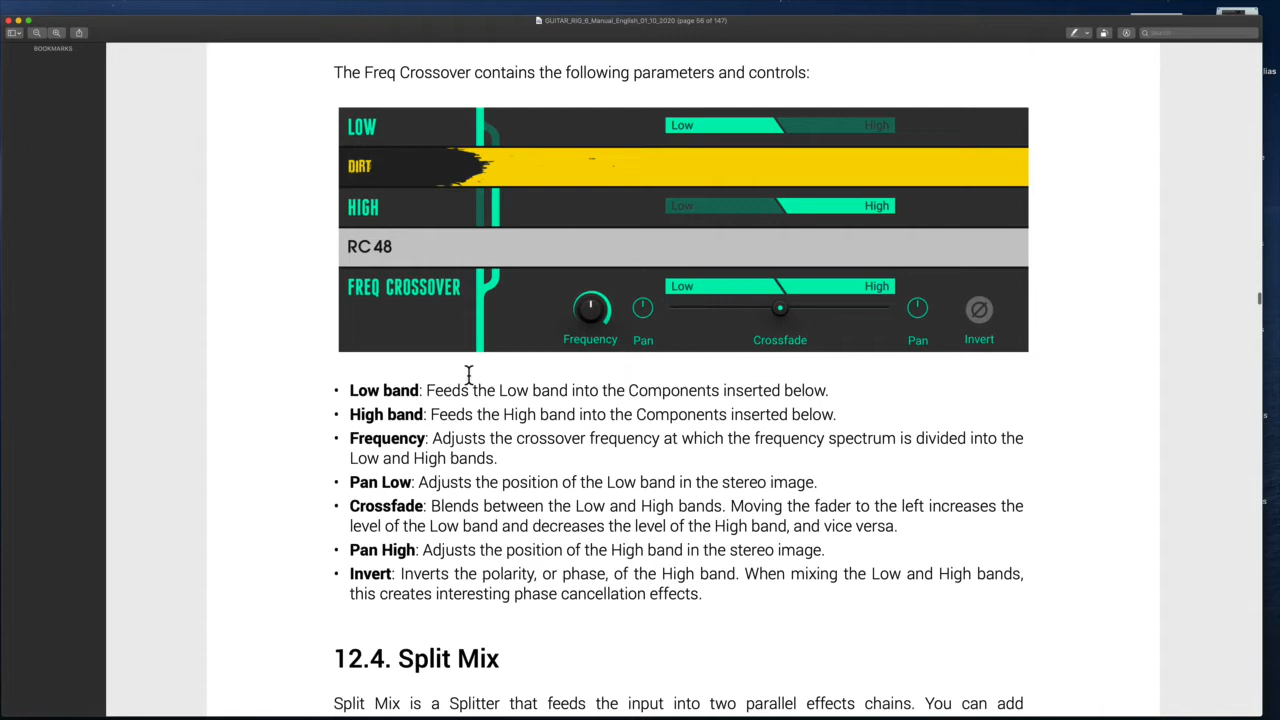 GUITAR_RIG_6_Manual_English_01_10_2020 (page 56 of 147)
Search
BOOKMARKS
The Freq Crossover contains the following parameters and controls:
LOW
Low High
DIRT
HIGH
Low High
RC 48
FREQ CROSSOVER
Low High
Frequency Pan Crossfade Pan Invert
• Low band: Feeds the Low band into the Components inserted below.
• High band: Feeds the High band into the Components inserted below.
• Frequency: Adjusts the crossover frequency at which the frequency spectrum is divided into the
Low and High bands.
• Pan Low: Adjusts the position of the Low band in the stereo image.
• Crossfade: Blends between the Low and High bands. Moving the fader to the left increases the
level of the Low band and decreases the level of the High band, and vice versa.
• Pan High: Adjusts the position of the High band in the stereo image.
• Invert: Inverts the polarity, or phase, of the High band. When mixing the Low and High bands,
this creates interesting phase cancellation effects.
12.4. Split Mix
Split Mix is a Splitter that feeds the input into two parallel effects chains. You can add
lias